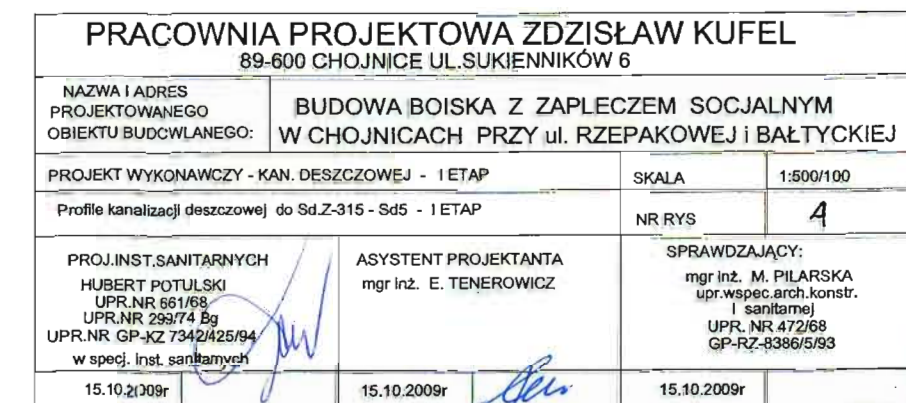 PRACOWNIA PROJEKTOWA ZDZISŁAW KUFEL
89-600 CHOJNICE UL.SUKIENNIKÓW 6
NAZWA I ADRES
PROJEKTOWANEGO
OBIEKTU BUDOWLANEGO:
BUDOWA BOISKA Z ZAPLECZEM SOCJALNYM
W CHOJNICACH PRZY ul. RZEPAKOWEJ i BAŁTYCKIEJ
PROJEKT WYKONAWCZY - KAN. DESZCZOWEJ - I ETAP
SKALA
1:500/100
Profile kanalizacji deszczowej do Sd.Z-315 - Sd5 - I ETAP
NR RYS
PROJ.INST.SANITARNYCH
HUBERT POTULSKI
UPR.NR 661/68
UPR.NR 299/74 Bg
UPR.NR GP-KZ 7342/425/94
w specj. inst. sanitarnych
ASYSTENT PROJEKTANTA
mgr inż. E. TENEROWICZ
SPRAWDZAJĄCY:
mgr inż. M. PILARSKA
upr.wspec.arch.konstr.
I sanitarnej
UPR. NR 472/68
GP-RZ-8386/5/93
15.10.2009r
15.10.2009r
15.10.2009r